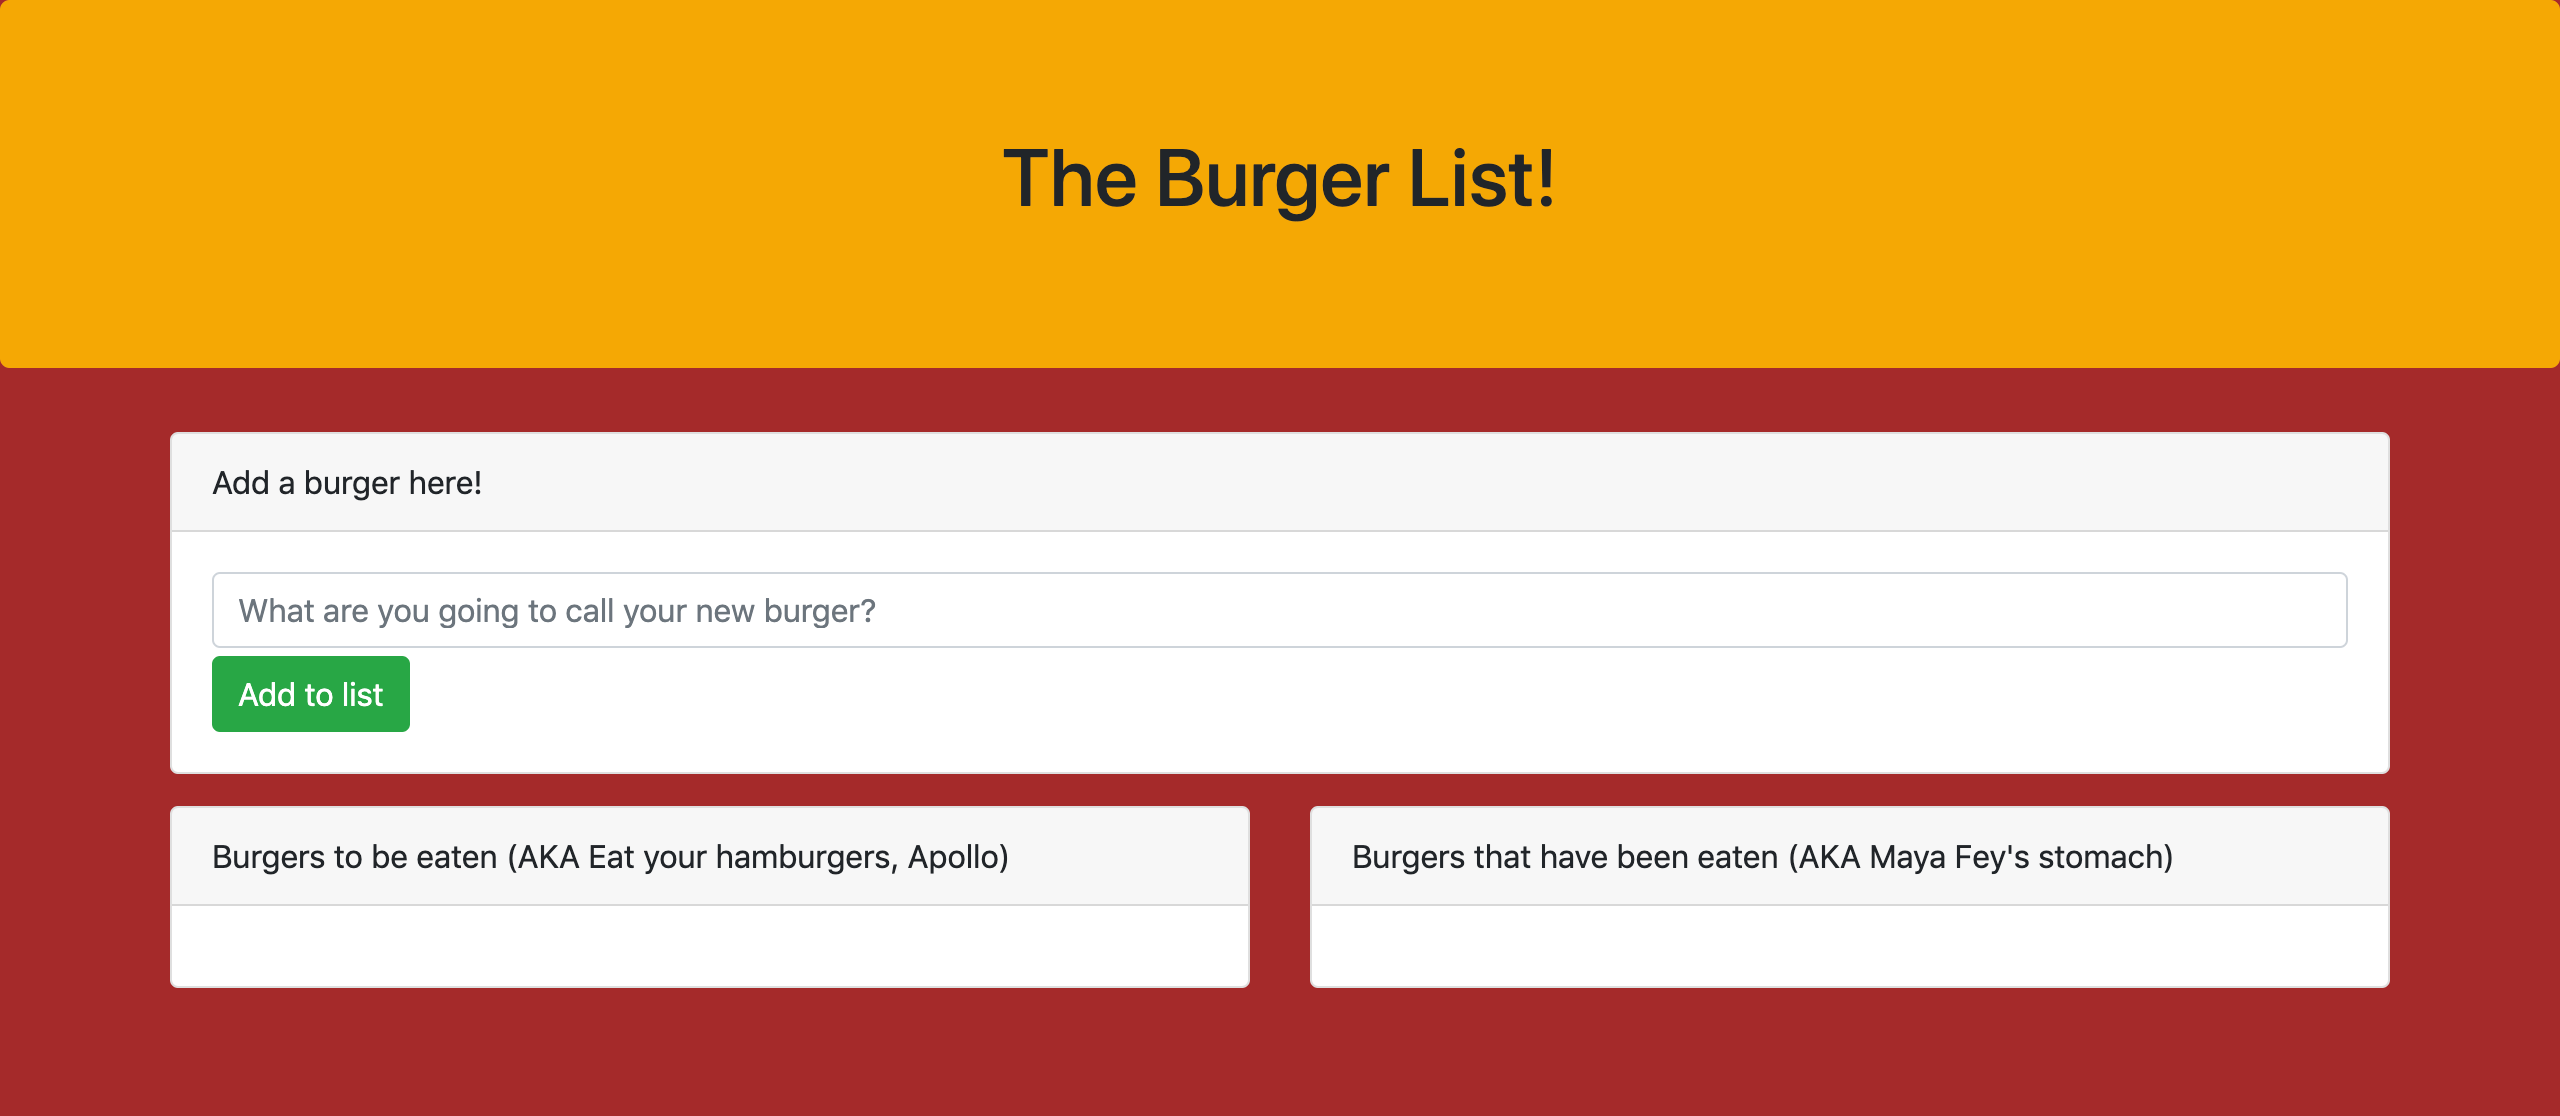 The Burger List!
Add a burger here!
What are you going to call your new burger?
Add to list
Burgers to be eaten (AKA Eat your hamburgers, Apollo)
Burgers that have been eaten (AKA Maya Fey's stomach)